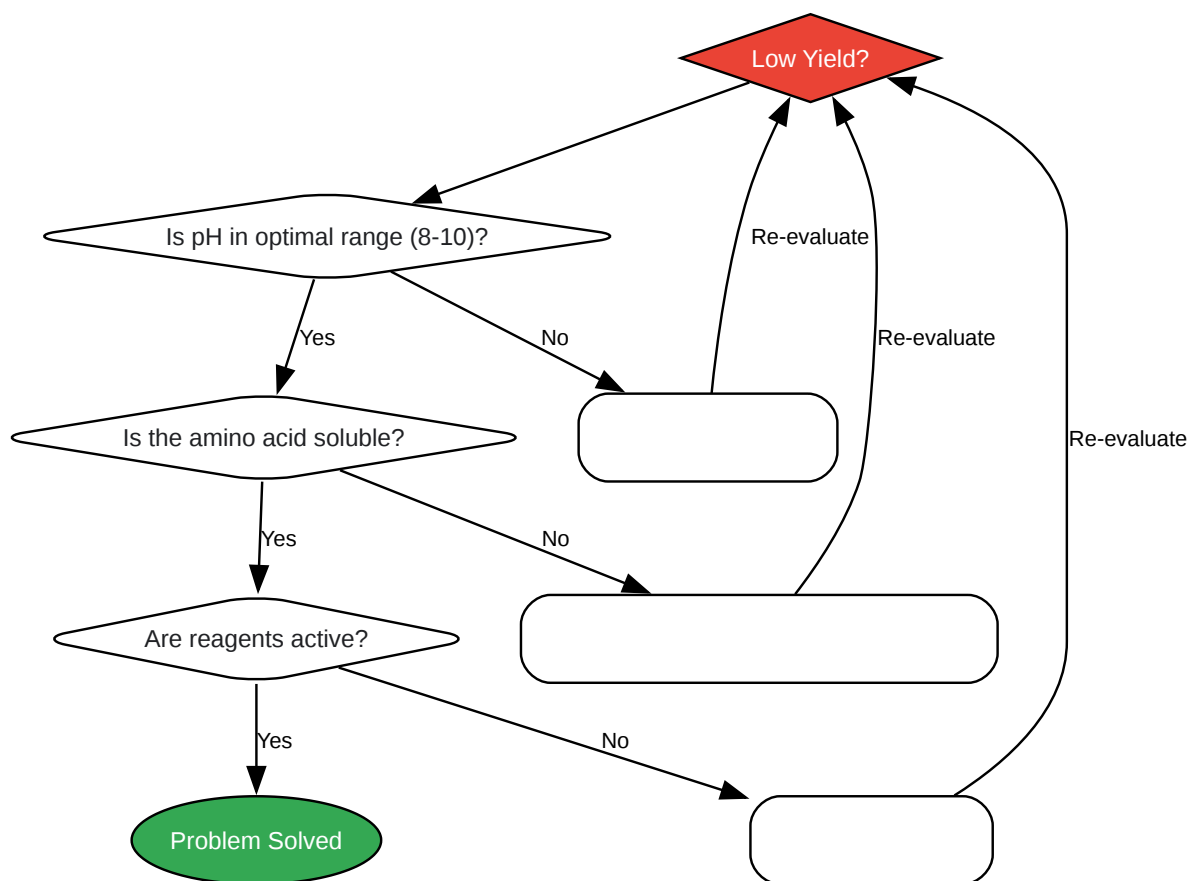 Low Yield?
Is pH in optimal range (8-10)?
Re-evaluate
Yes
No
Re-evaluate
Is the amino acid soluble?
Re-evaluate
Yes
No
Are reagents active?
Yes
No
Problem Solved